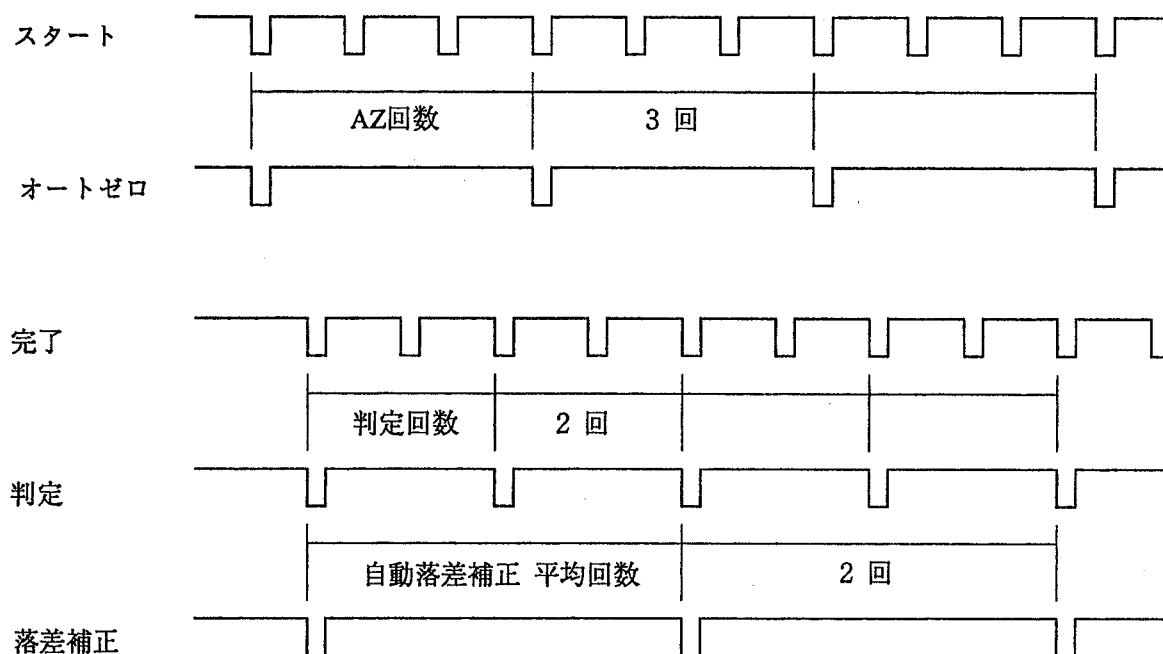 スタート
AZ回数 3 回
オートゼロ
完了
判定回数 2 回
判定
自動落差補正 平均回数 2 回
落差補正